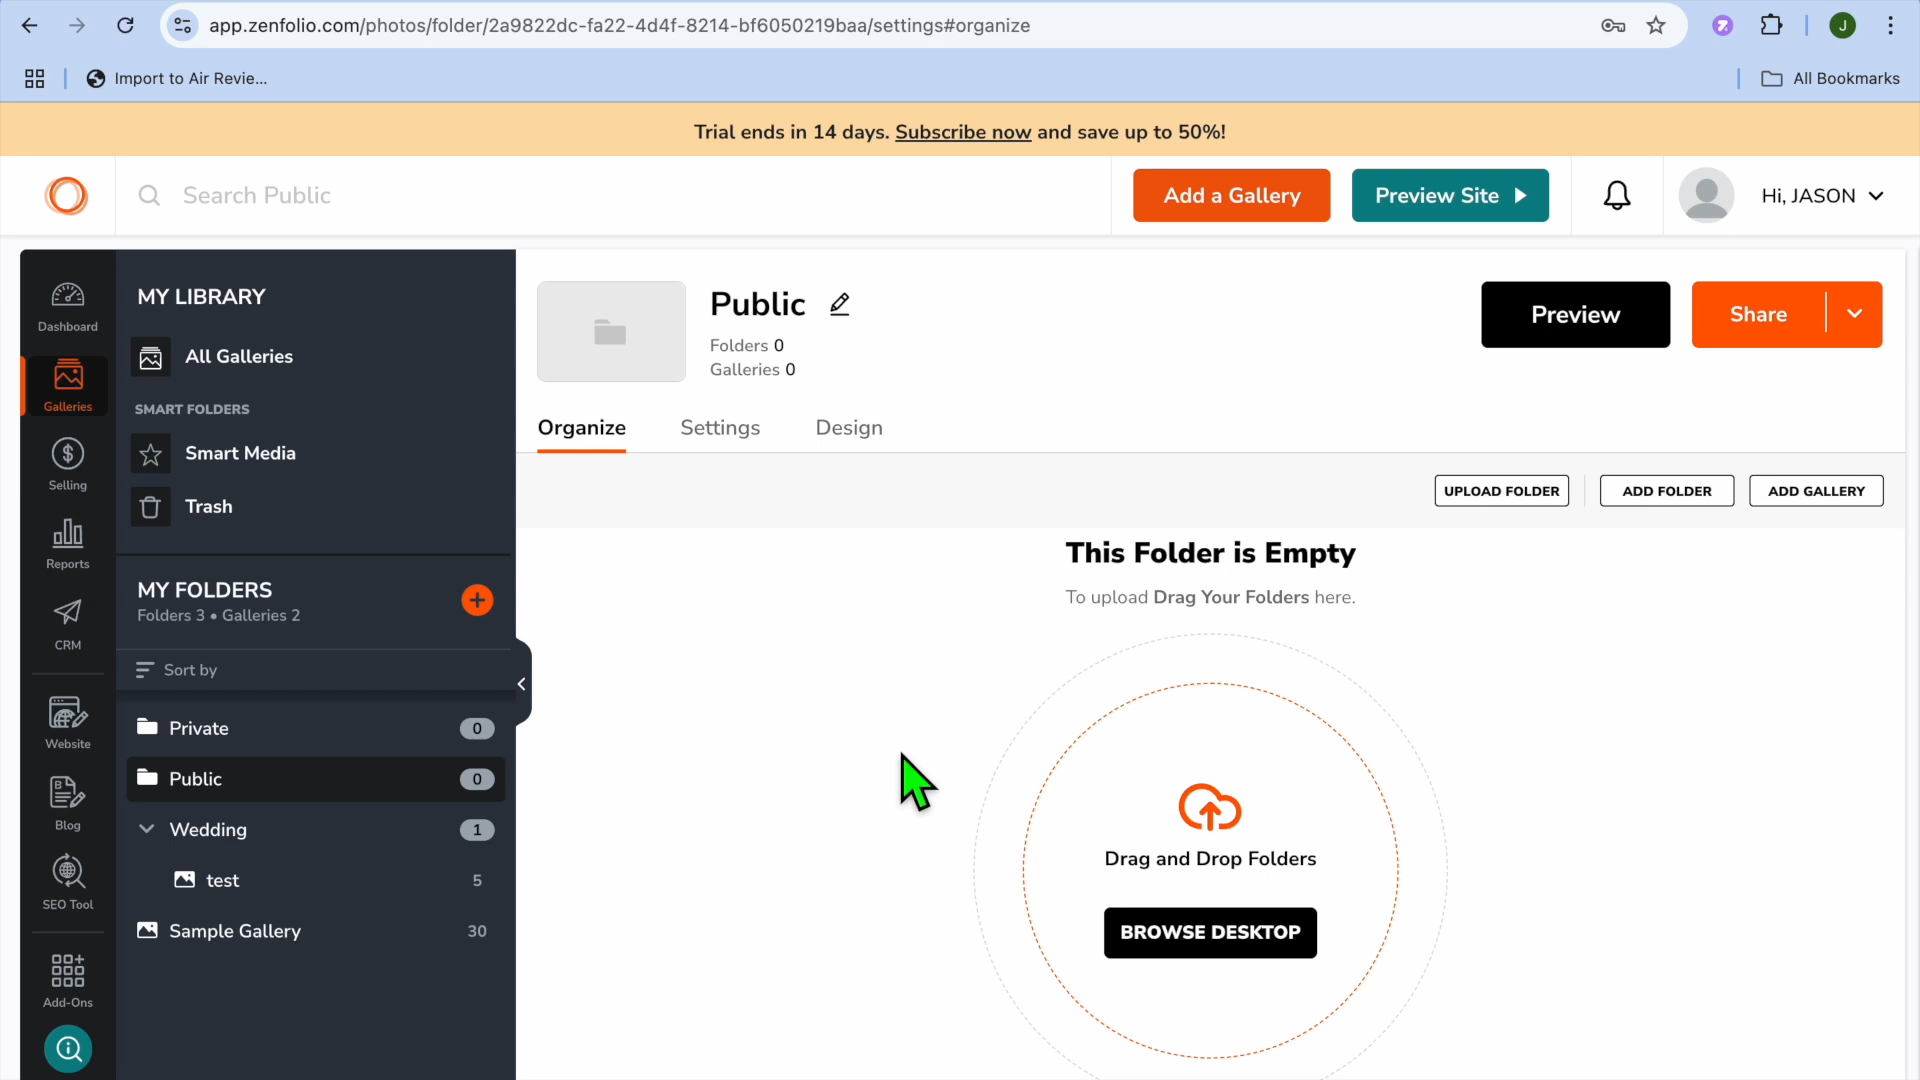 app.zenfolio.com/photos/folder/2a9822dc-fa22-4d4f-8214-bf6050219baa/settings#organize
J
Import to Air Revie...
All Bookmarks
Trial ends in 14 days. Subscribe now and save up to 50%!
Search Public
Add a Gallery
Preview Site
Hi, JASON
Dashboard
Galleries
Selling
Reports
CRM
Website
Blog
SEO Tool
Add-Ons
MY LIBRARY
All Galleries
SMART FOLDERS
Smart Media
Trash
MY FOLDERS
Folders 3 • Galleries 2
Sort by
Private 0
Public 0
Wedding 1
test 5
Sample Gallery 30
Public
Folders 0
Galleries 0
Preview
Share
Organize
Settings
Design
UPLOAD FOLDER
ADD FOLDER
ADD GALLERY
This Folder is Empty
To upload Drag Your Folders here.
Drag and Drop Folders
BROWSE DESKTOP